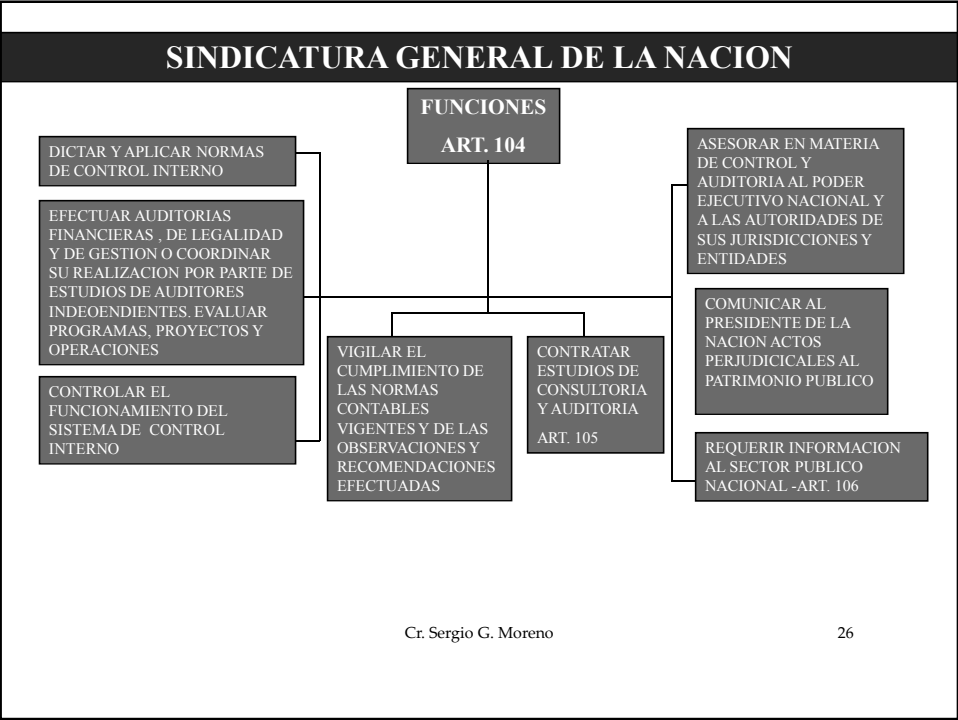 SINDICATURA GENERAL DE LA NACION
FUNCIONES
ART. 104
DICTAR Y APLICAR NORMAS
DE CONTROL INTERNO
EFECTUAR AUDITORIAS
FINANCIERAS , DE LEGALIDAD
Y DE GESTION O COORDINAR
SU REALIZACION POR PARTE DE
ESTUDIOS DE AUDITORES
INDEOENDIENTES. EVALUAR
PROGRAMAS, PROYECTOS Y
OPERACIONES
CONTROLAR EL
FUNCIONAMIENTO DEL
SISTEMA DE CONTROL
INTERNO
VIGILAR EL
CUMPLIMIENTO DE
LAS NORMAS
CONTABLES
VIGENTES Y DE LAS
OBSERVACIONES Y
RECOMENDACIONES
EFECTUADAS
CONTRATAR
ESTUDIOS DE
CONSULTORIA
Y AUDITORIA
ART. 105
ASESORAR EN MATERIA
DE CONTROL Y
AUDITORIA AL PODER
EJECUTIVO NACIONAL Y
A LAS AUTORIDADES DE
SUS JURISDICCIONES Y
ENTIDADES
COMUNICAR AL
PRESIDENTE DE LA
NACION ACTOS
PERJUDICICALES AL
PATRIMONIO PUBLICO
REQUERIR INFORMACION
AL SECTOR PUBLICO
NACIONAL -ART. 106
Cr. Sergio G. Moreno
26